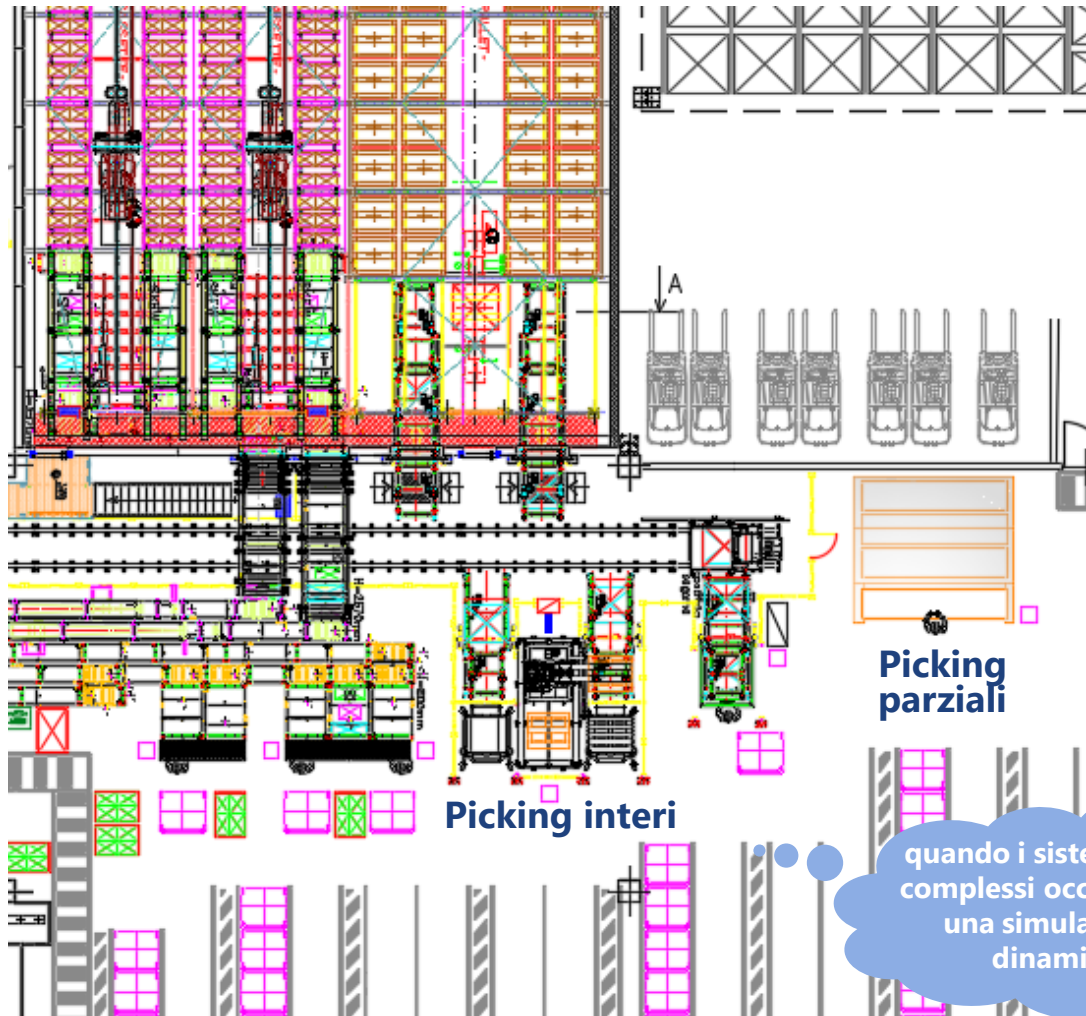 A
Picking
parziali
Picking interi
quando i siste
complessi occ
una simula
dinami